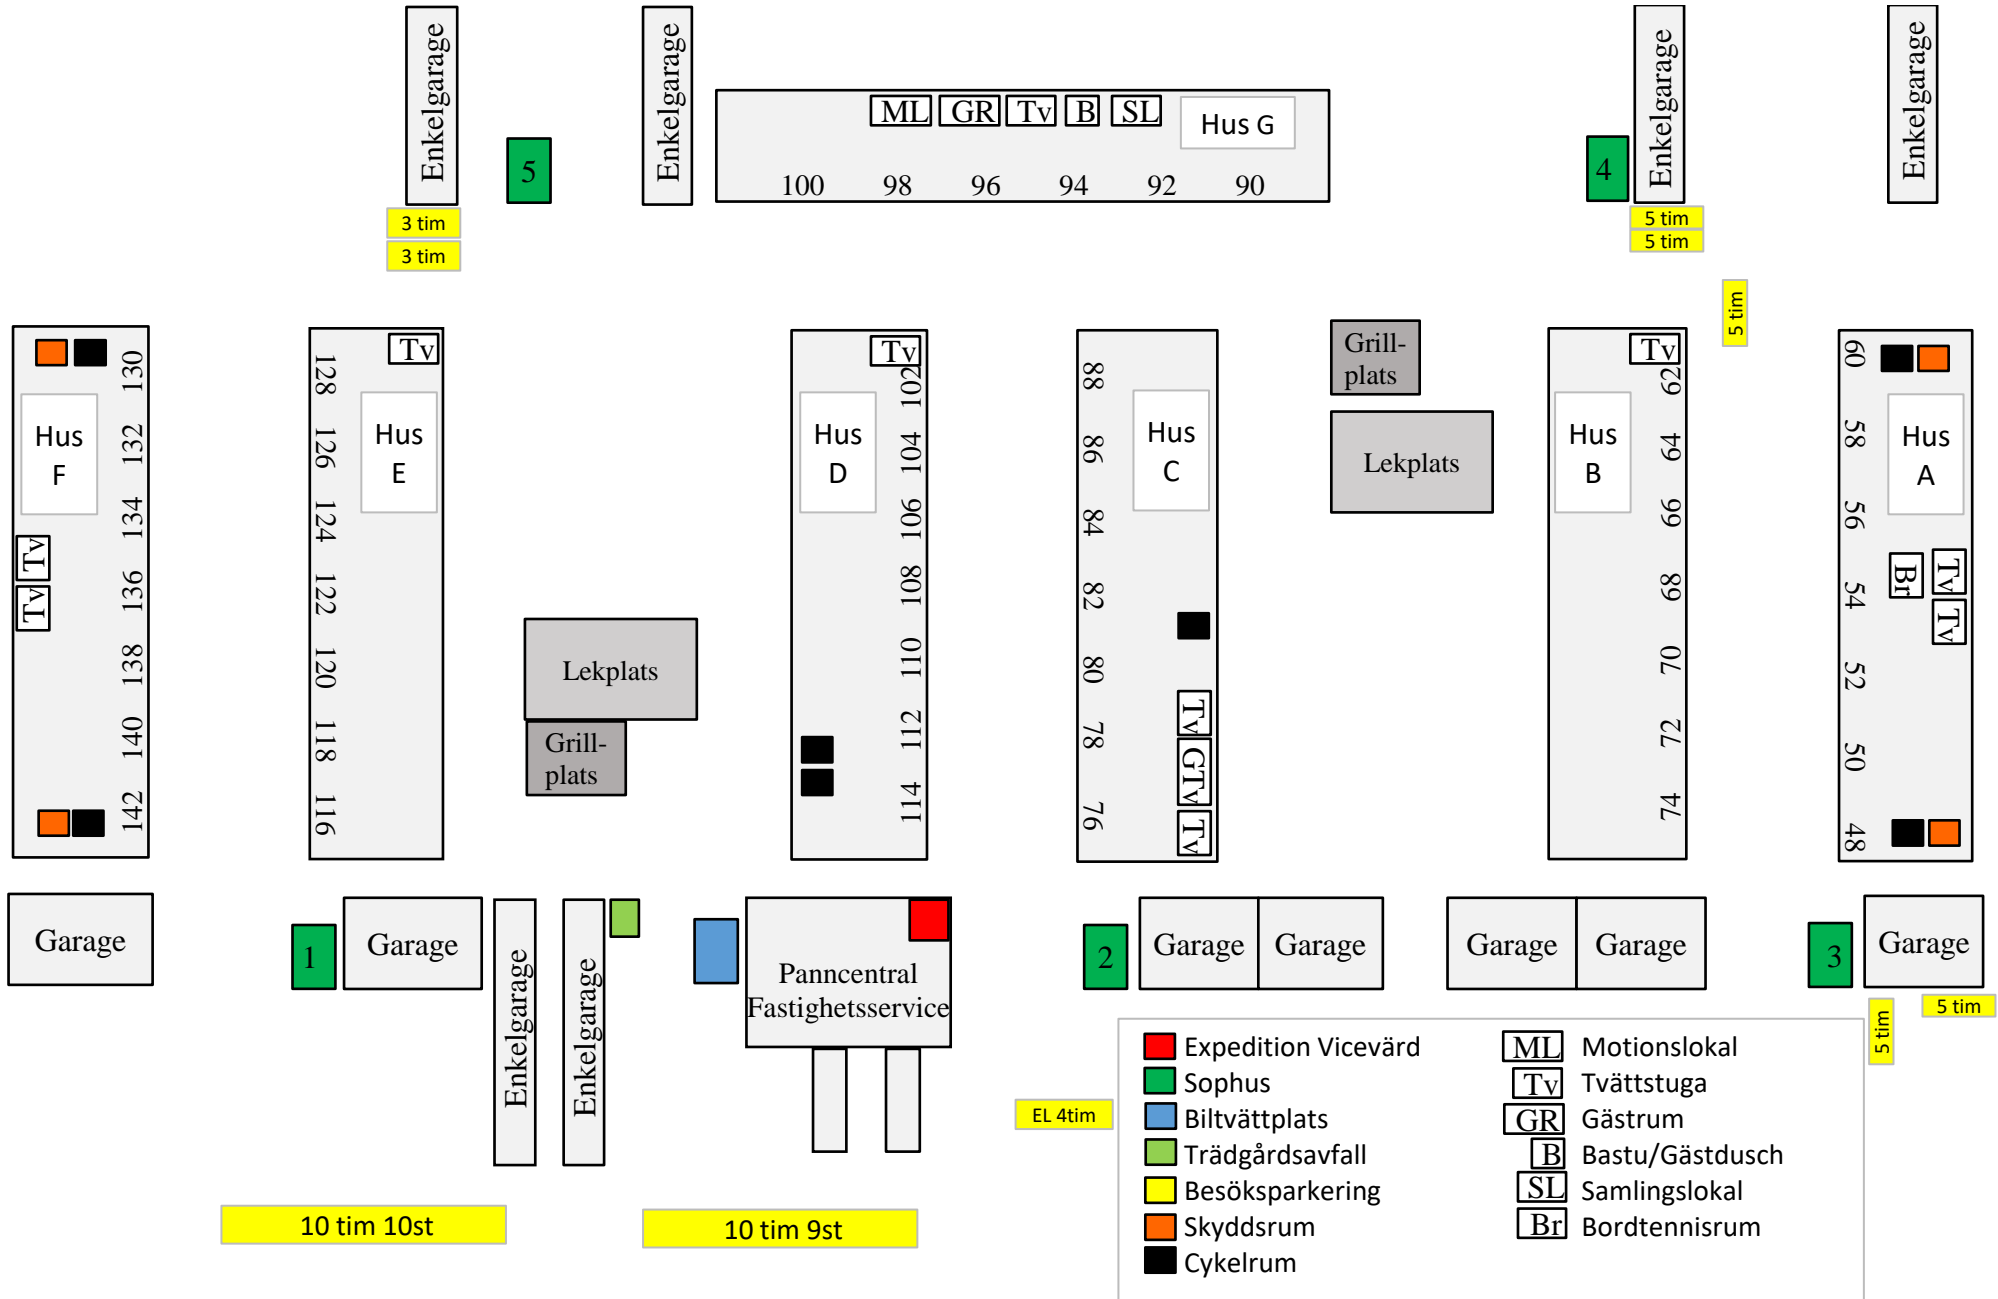 Enkelgarage
Enkelgarage
Enkelgarage
Enkelgarage
5
4
ML GR Tv B SL Hus G
100 98 96 94 92 90
3 tim
3 tim
5 tim
5 tim
5 tim
130
132
134
136
138
140
142
Hus
F
Tv
Tv
128
126
124
122
120
118
116
Tv
Hus
E
Lekplats
Grill-
plats
Tv
102
104
106
108
110
112
114
Hus
D
88
86
84
82
80
78
76
Hus
C
Tv
GTv
Tv
Grill-
plats
Lekplats
Tv
62
64
66
68
70
72
74
Hus
B
60
58
56
54
52
50
48
Hus
A
Br
Tv
Tv
Garage
1
Garage
Enkelgarage
Enkelgarage
Panncentral
Fastighetsservice
2
Garage
Garage
Garage
Garage
3
Garage
5 tim
5 tim
EL 4tim
10 tim 10st
10 tim 9st
Expedition Vicevärd
Sophus
Biltvättplats
Trädgårdsavfall
Besöksparkering
Skyddsrum
Cykelrum
ML Motionslokal
Tv Tvättstuga
GR Gästrum
B Bastu/Gästdusch
SL Samlingslokal
Br Bordtennisrum